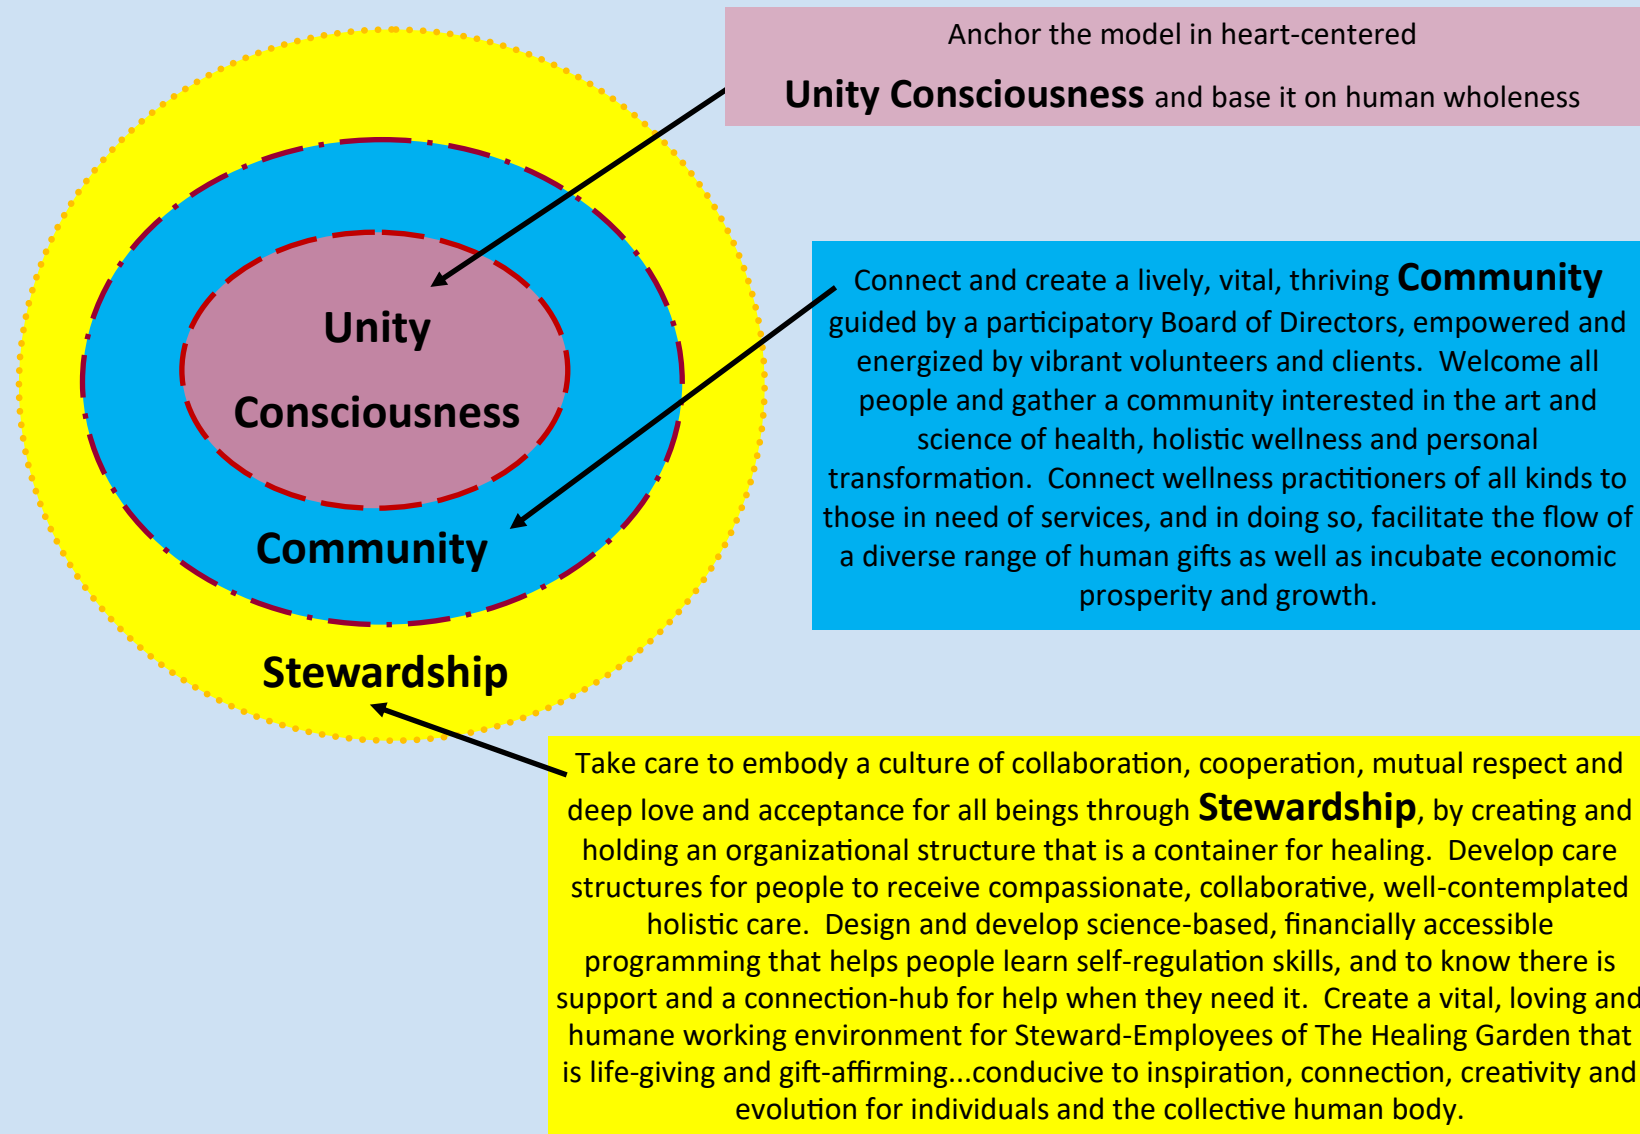 Anchor the model in heart-centered
Unity Consciousness and base it on human wholeness
Unity
Consciousness
Community
Stewardship
Connect and create a lively, vital, thriving Community
guided by a participatory Board of Directors, empowered and
energized by vibrant volunteers and clients.  Welcome all
people and gather a community interested in the art and
science of health, holistic wellness and personal
transformation.  Connect wellness practitioners of all kinds to
those in need of services, and in doing so, facilitate the flow of
a diverse range of human gifts as well as incubate economic
prosperity and growth.
Take care to embody a culture of collaboration, cooperation, mutual respect and
deep love and acceptance for all beings through Stewardship, by creating and
holding an organizational structure that is a container for healing.  Develop care
structures for people to receive compassionate, collaborative, well-contemplated
holistic care.  Design and develop science-based, financially accessible
programming that helps people learn self-regulation skills, and to know there is
support and a connection-hub for help when they need it.  Create a vital, loving and
humane working environment for Steward-Employees of The Healing Garden that
is life-giving and gift-affirming...conducive to inspiration, connection, creativity and
evolution for individuals and the collective human body.